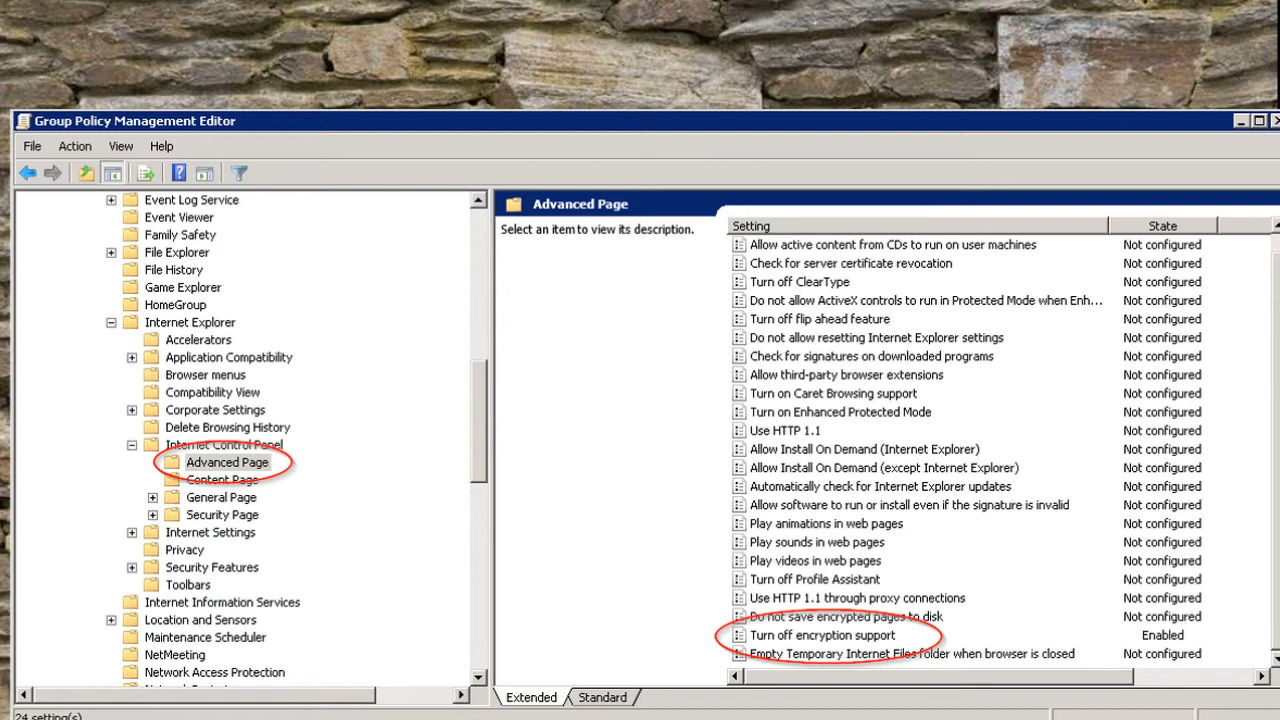 Group Policy Management Editor
File Action View Help
Event Log Service
Event Viewer
Family Safety
File Explorer
File History
Game Explorer
HomeGroup
Internet Explorer
Accelerators
Application Compatibility
Browser menus
Compatibility View
Corporate Settings
Delete Browsing History
Internet Control Panel
Advanced Page
Content Page
General Page
Security Page
Internet Settings
Privacy
Security Features
Toolbars
Internet Information Services
Location and Sensors
Maintenance Scheduler
NetMeeting
Network Access Protection
Advanced Page
Select an item to view its description.
Setting State
Allow active content from CDs to run on user machines Not configured
Check for server certificate revocation Not configured
Turn off ClearType Not configured
Do not allow ActiveX controls to run in Protected Mode when Enh... Not configured
Turn off flip ahead feature Not configured
Do not allow resetting Internet Explorer settings Not configured
Check for signatures on downloaded programs Not configured
Allow third-party browser extensions Not configured
Turn on Caret Browsing support Not configured
Turn on Enhanced Protected Mode Not configured
Use HTTP 1.1 Not configured
Allow Install On Demand (Internet Explorer) Not configured
Allow Install On Demand (except Internet Explorer) Not configured
Automatically check for Internet Explorer updates Not configured
Allow software to run or install even if the signature is invalid Not configured
Play animations in web pages Not configured
Play sounds in web pages Not configured
Play videos in web pages Not configured
Turn off Profile Assistant Not configured
Use HTTP 1.1 through proxy connections Not configured
Do not save encrypted pages to disk Not configured
Turn off encryption support Enabled
Empty Temporary Internet Files folder when browser is closed Not configured
Extended Standard
24 setting(s)